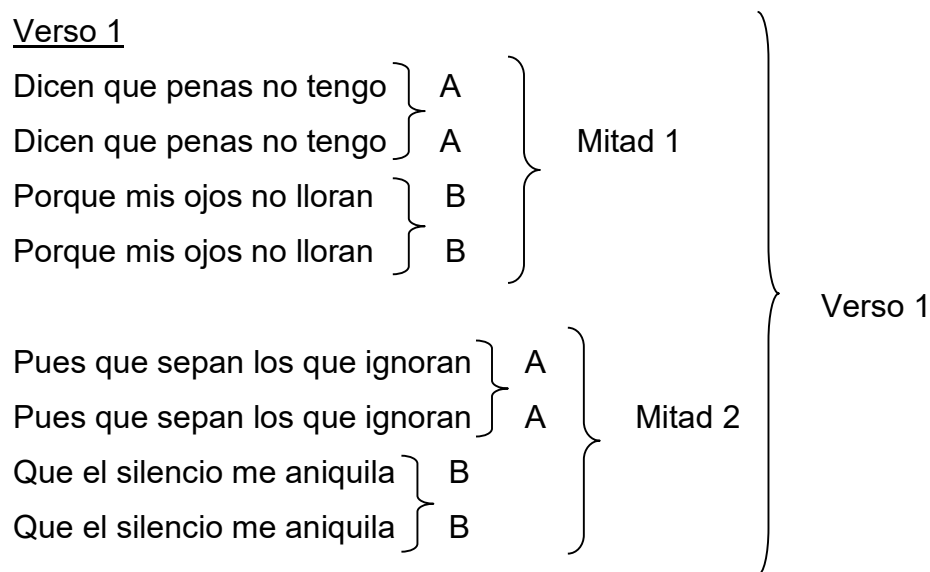 Verso 1
Dicen que penas no tengo A
Dicen que penas no tengo A
Mitad 1
Porque mis ojos no lloran B
Porque mis ojos no lloran B
Verso 1
Pues que sepan los que ignoran A
Pues que sepan los que ignoran A
Mitad 2
Que el silencio me aniquila B
Que el silencio me aniquila B